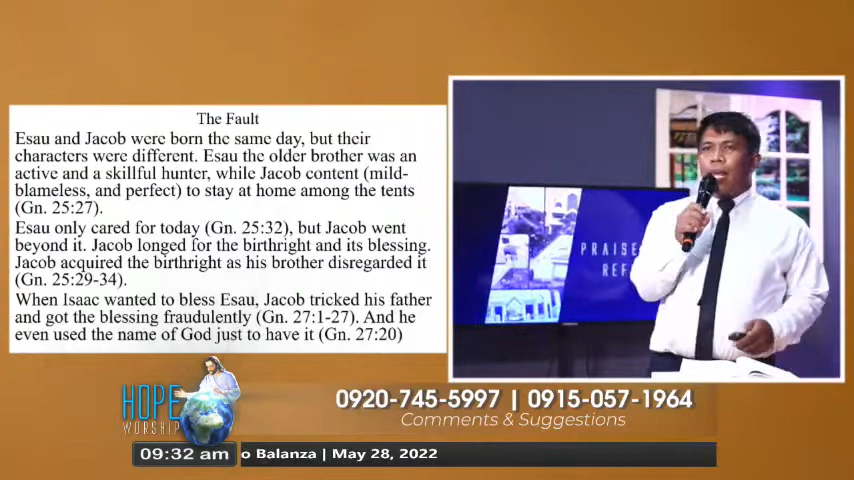 The Fault
Esau and Jacob were born the same day, but their
characters were different. Esau the older brother was an
active and a skillful hunter, while Jacob content (mild-
blameless, and perfect) to stay at home among the tents
(Gn. 25:27).
Esau only cared for today (Gn. 25:32), but Jacob went
beyond it. Jacob longed for the birthright and its blessing.
Jacob acquired the birthright as his brother disregarded it
(Gn. 25:29-34).
When Isaac wanted to bless Esau, Jacob tricked his father
and got the blessing fraudulently (Gn. 27:1-27). And he
even used the name of God just to have it (Gn. 27:20)
PRAISE
REF
HOPE
WORSHIP
0920-745-5997 | 0915-057-1964
Comments & Suggestions
09:32 am
o Balanza | May 28, 2022